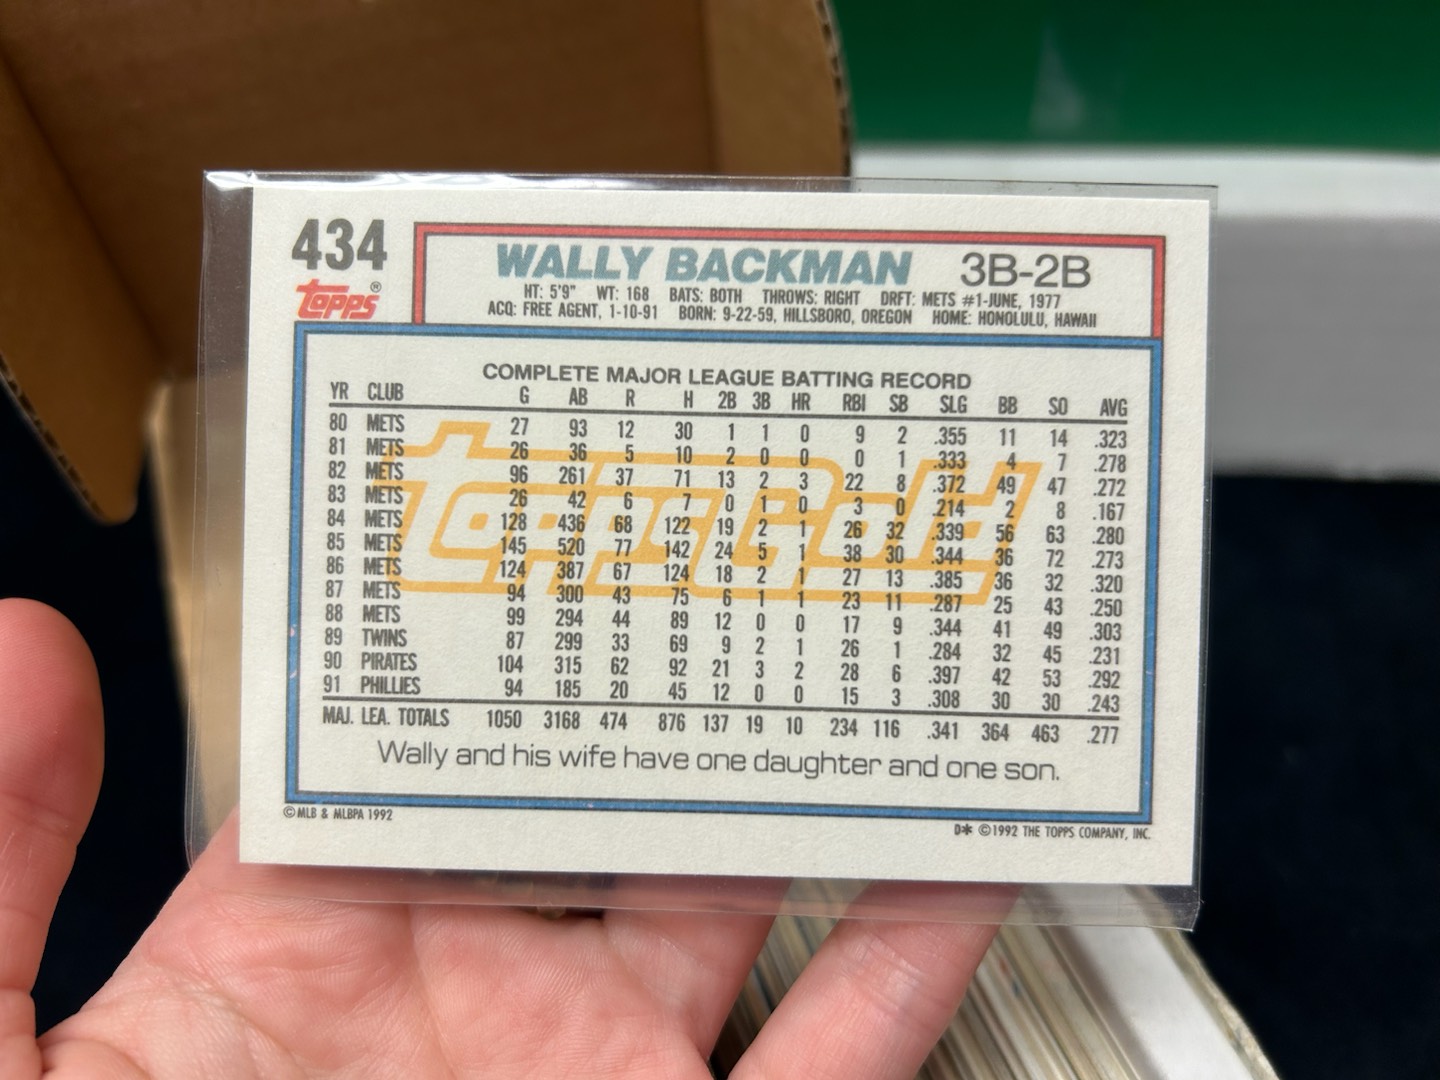 434
topps®
WALLY BACKMAN 3B-2B
HT: 5'9" WT: 168 BATS: BOTH THROWS: RIGHT DRFT: METS #1-JUNE, 1977
ACQ: FREE AGENT, 1-10-91 BORN: 9-22-59, HILLSBORO, OREGON HOME: HONOLULU, HAWAII
COMPLETE MAJOR LEAGUE BATTING RECORD
YR CLUB G AB R H 2B 3B HR RBI SB SLG BB SO AVG
80 METS 27 93 12 30 1 1 0 9 2 .355 11 14 .323
81 METS 26 36 5 10 2 0 0 0 1 .333 4 7 .278
82 METS 96 261 37 71 13 2 3 22 8 .372 49 47 .272
83 METS 26 42 6 7 0 1 0 3 0 .214 2 8 .167
84 METS 128 436 68 122 19 2 1 26 32 .339 56 63 .280
85 METS 145 520 77 142 24 5 1 38 30 .344 36 72 .273
86 METS 124 387 67 124 18 2 1 27 13 .385 36 32 .320
87 METS 94 300 43 75 6 1 1 23 11 .287 25 43 .250
88 METS 99 294 44 89 12 0 0 17 9 .344 41 49 .303
89 TWINS 87 299 33 69 9 2 1 26 1 .284 32 45 .231
90 PIRATES 104 315 62 92 21 3 2 28 6 .397 42 53 .292
91 PHILLIES 94 185 20 45 12 0 0 15 3 .308 30 30 .243
MAJ. LEA. TOTALS 1050 3168 474 876 137 19 10 234 116 .341 364 463 .277
toppsGold
Wally and his wife have one daughter and one son.
©MLB & MLBPA 1992
D* ©1992 THE TOPPS COMPANY, INC.